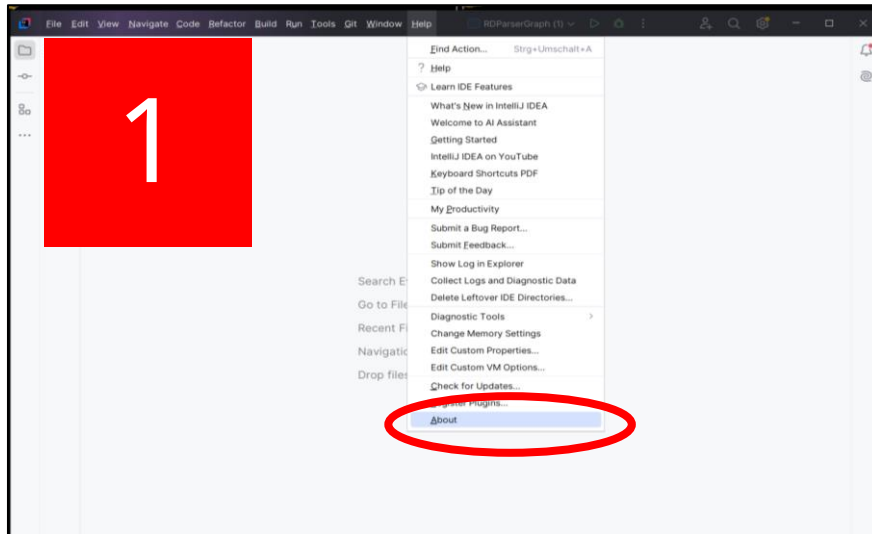 File Edit View Navigate Code Refactor Build Run Tools Git Window Help RDParserGraph (1)
1
Find Action... Strg+Umschalt+A
? Help
Learn IDE Features
What's New in IntelliJ IDEA
Welcome to AI Assistant
Getting Started
IntelliJ IDEA on YouTube
Keyboard Shortcuts PDF
Tip of the Day
My Productivity
Submit a Bug Report...
Submit Feedback...
Show Log in Explorer
Search E
Collect Logs and Diagnostic Data
Delete Leftover IDE Directories...
Go to File
Diagnostic Tools
Recent Fi
Change Memory Settings
Navigatio
Edit Custom Properties...
Edit Custom VM Options...
Drop files
Check for Updates...
Register Plugins...
About